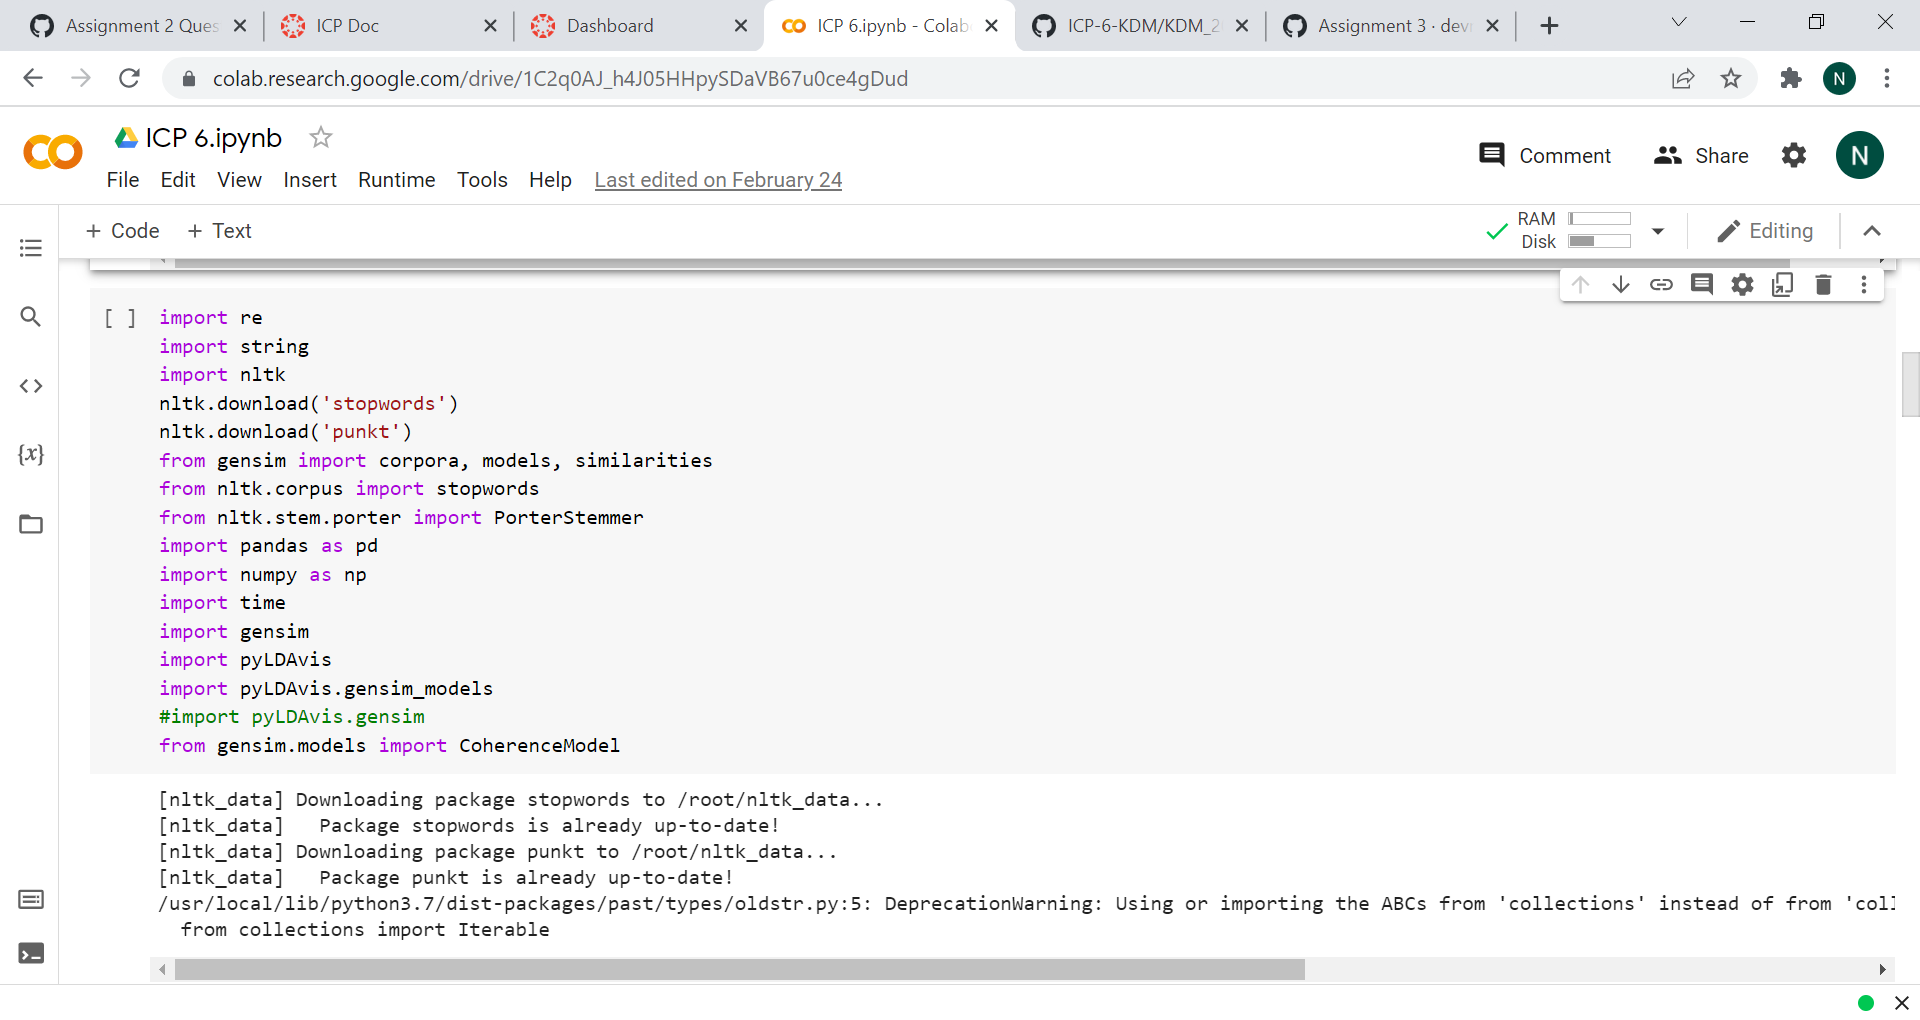 Assignment 2 Ques
ICP Doc
Dashboard
ICP 6.ipynb - Colab
ICP-6-KDM/KDM_2
Assignment 3 · dev
colab.research.google.com/drive/1C2q0AJ_h4J05HHpySDaVB67u0ce4gDud
N
ICP 6.ipynb
Comment
Share
N
File Edit View Insert Runtime Tools Help Last edited on February 24
+ Code + Text
RAM
Disk
Editing
{x}
[ ] import re
import string
import nltk
nltk.download('stopwords')
nltk.download('punkt')
from gensim import corpora, models, similarities
from nltk.corpus import stopwords
from nltk.stem.porter import PorterStemmer
import pandas as pd
import numpy as np
import time
import gensim
import pyLDAvis
import pyLDAvis.gensim_models
#import pyLDAvis.gensim
from gensim.models import CoherenceModel
[nltk_data] Downloading package stopwords to /root/nltk_data...
[nltk_data]   Package stopwords is already up-to-date!
[nltk_data] Downloading package punkt to /root/nltk_data...
[nltk_data]   Package punkt is already up-to-date!
/usr/local/lib/python3.7/dist-packages/past/types/oldstr.py:5: DeprecationWarning: Using or importing the ABCs from 'collections' instead of from 'coll
  from collections import Iterable